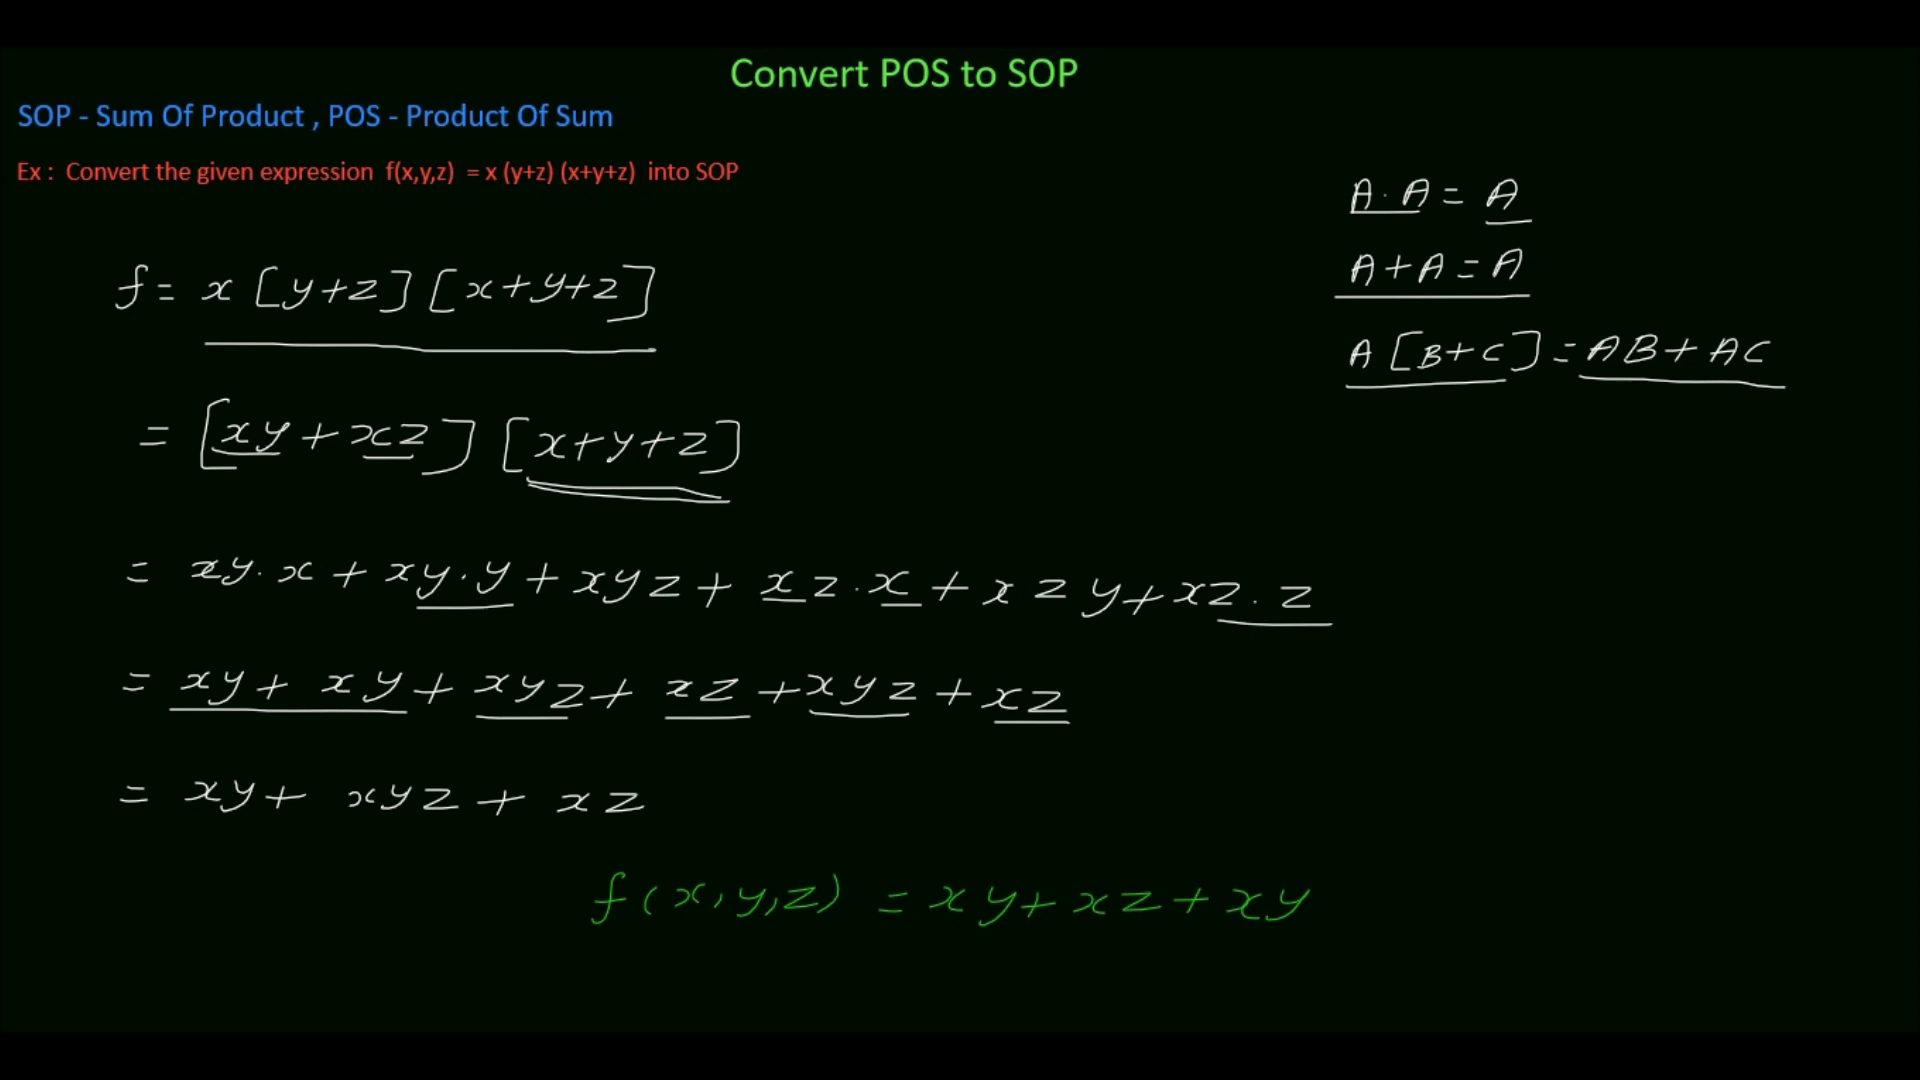 Convert POS to SOP
SOP - Sum Of Product , POS - Product Of Sum
Ex : Convert the given expression f(x,y,z) = x (y+z) (x+y+z) into SOP
A · A = A
A + A = A
A [B+C] = AB + AC
f = x [y+z] [x+y+z]
= [xy + xz] [x+y+z]
= xy·x + xy·y + xyz + xz·x + xzy + xz·z
= xy + xy + xyz + xz + xyz + xz
= xy + xyz + xz
f(x,y,z) = xy + xz + xy